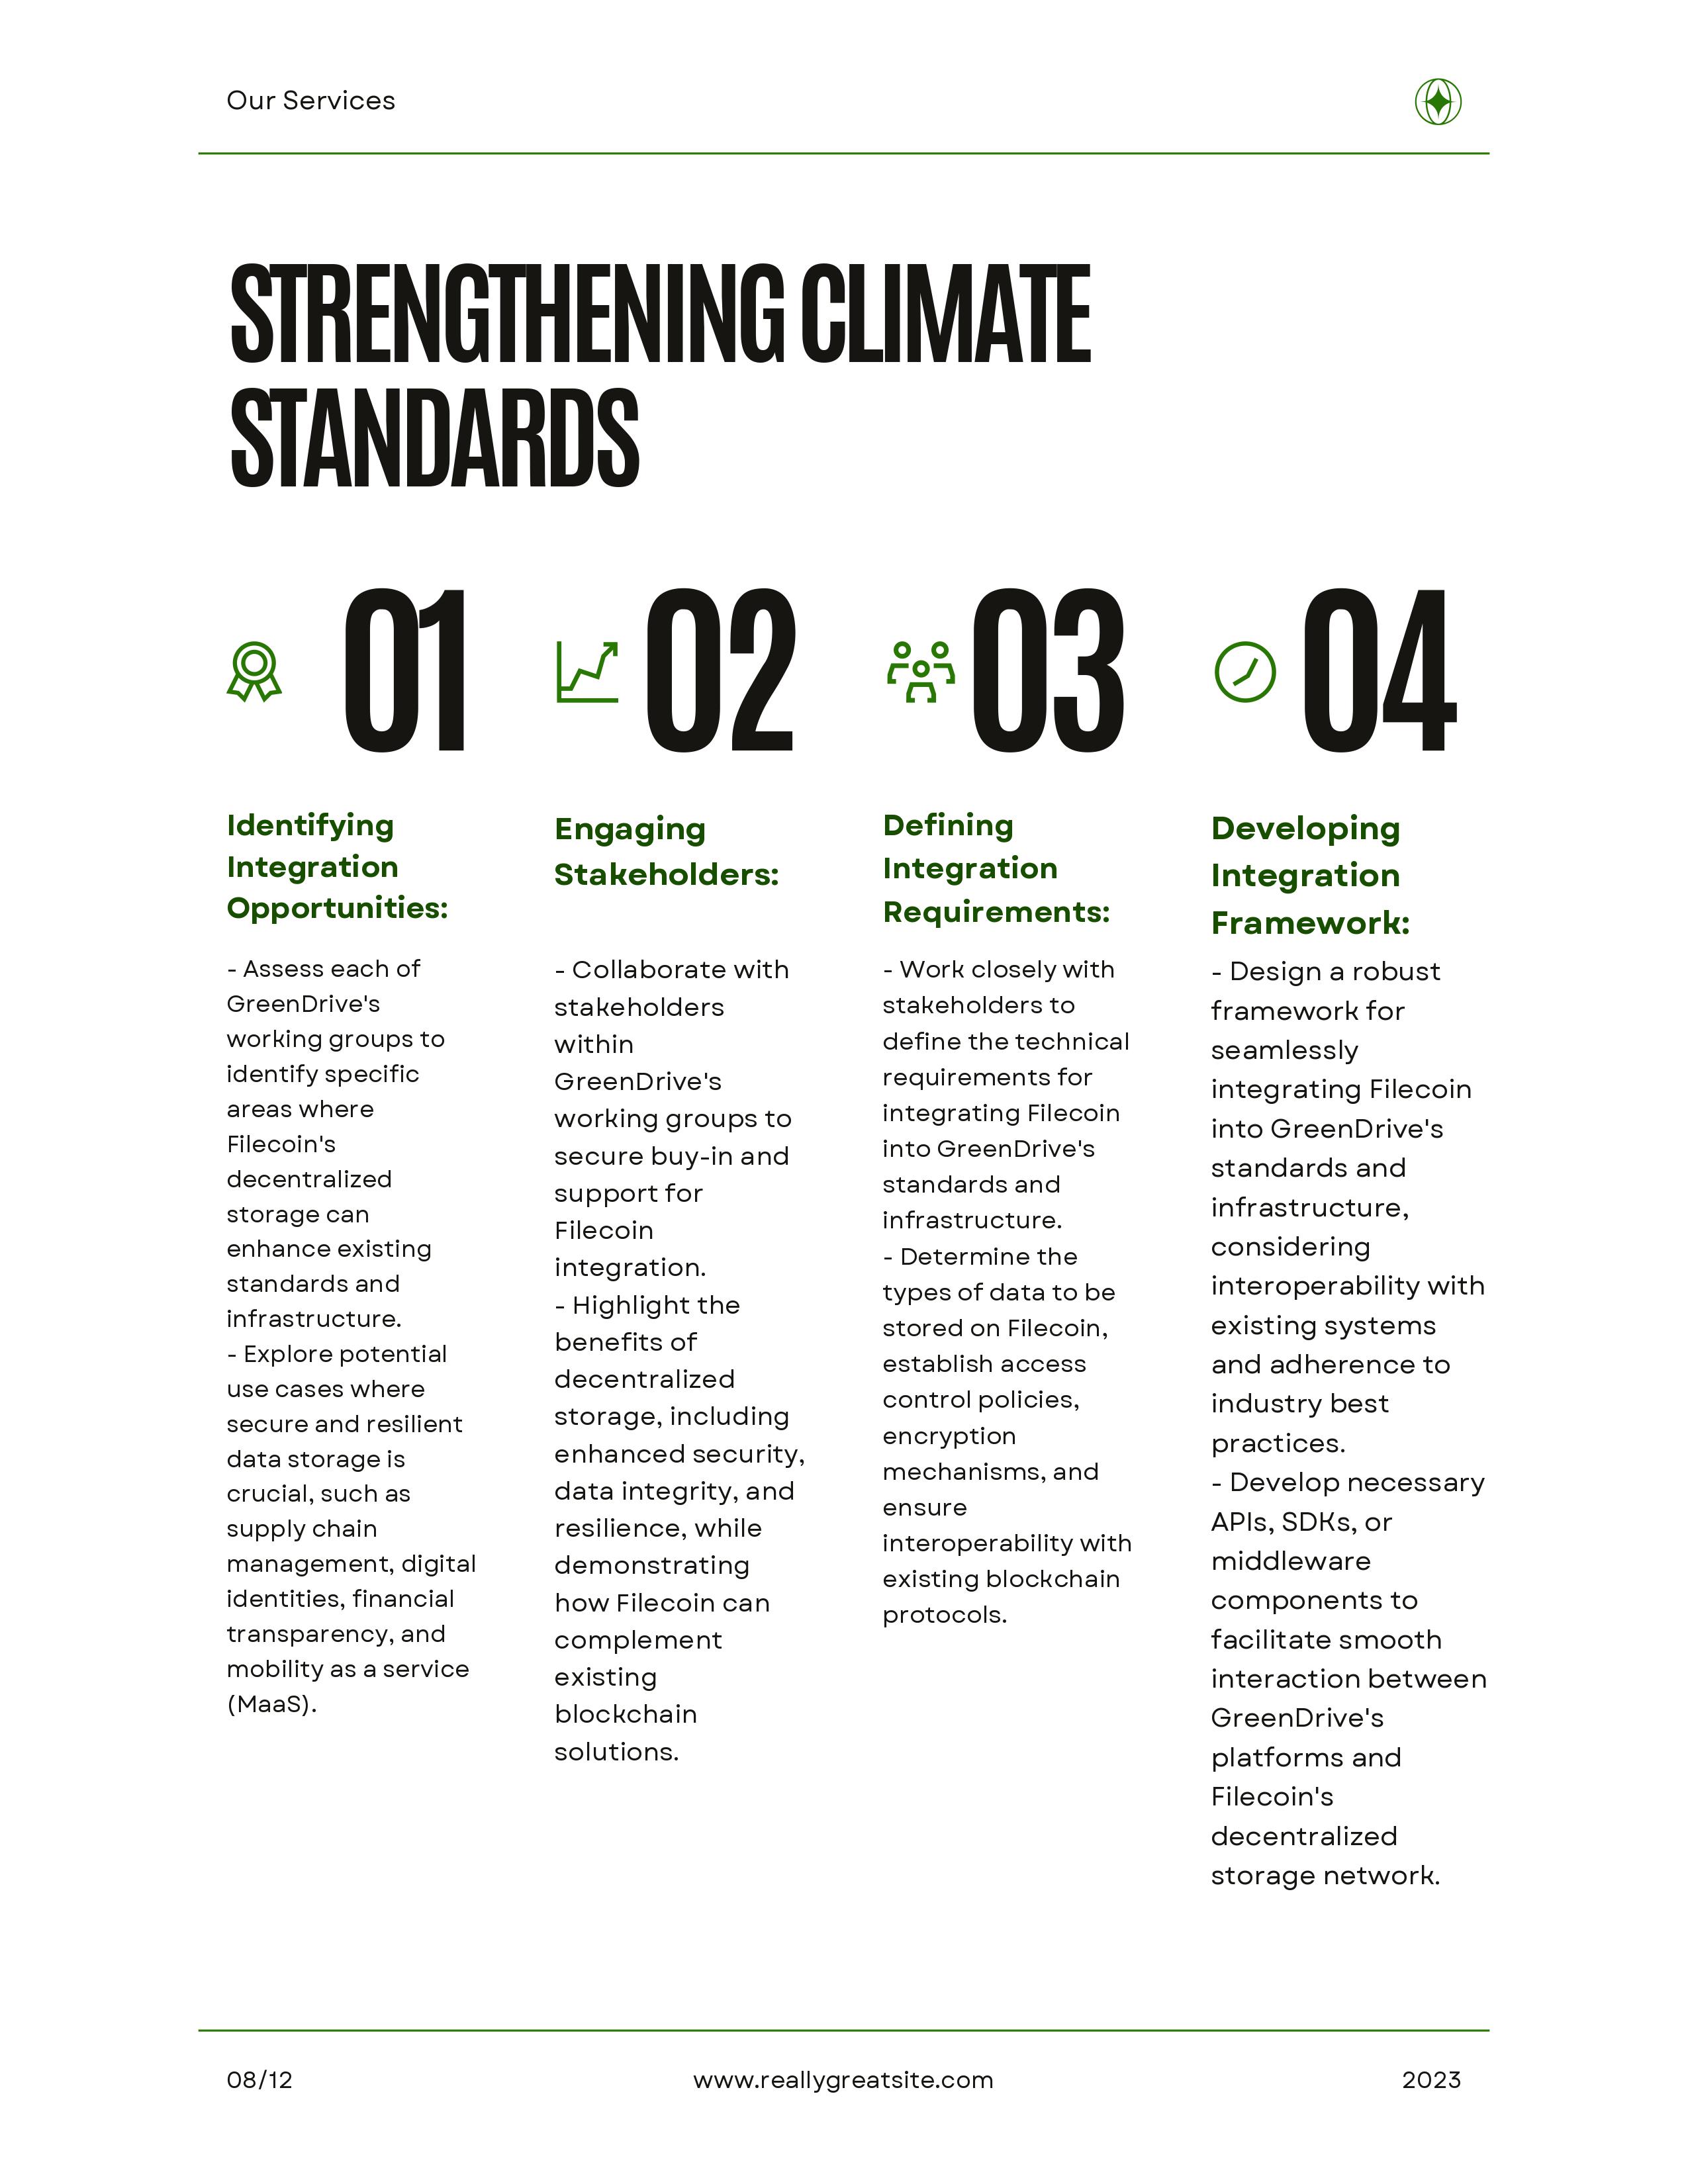 Our Services
STRENGTHENING CLIMATE
STANDARDS
01
Identifying
Integration
Opportunities:
- Assess each of
GreenDrive's
working groups to
identify specific
areas where
Filecoin's
decentralized
storage can
enhance existing
standards and
infrastructure.
- Explore potential
use cases where
secure and resilient
data storage is
crucial, such as
supply chain
management, digital
identities, financial
transparency, and
mobility as a service
(MaaS).
02
Engaging
Stakeholders:
- Collaborate with
stakeholders
within
GreenDrive's
working groups to
secure buy-in and
support for
Filecoin
integration.
- Highlight the
benefits of
decentralized
storage, including
enhanced security,
data integrity, and
resilience, while
demonstrating
how Filecoin can
complement
existing
blockchain
solutions.
03
Defining
Integration
Requirements:
- Work closely with
stakeholders to
define the technical
requirements for
integrating Filecoin
into GreenDrive's
standards and
infrastructure.
- Determine the
types of data to be
stored on Filecoin,
establish access
control policies,
encryption
mechanisms, and
ensure
interoperability with
existing blockchain
protocols.
04
Developing
Integration
Framework:
- Design a robust
framework for
seamlessly
integrating Filecoin
into GreenDrive's
standards and
infrastructure,
considering
interoperability with
existing systems
and adherence to
industry best
practices.
- Develop necessary
APIs, SDKs, or
middleware
components to
facilitate smooth
interaction between
GreenDrive's
platforms and
Filecoin's
decentralized
storage network.
08/12
www.reallygreatsite.com
2023